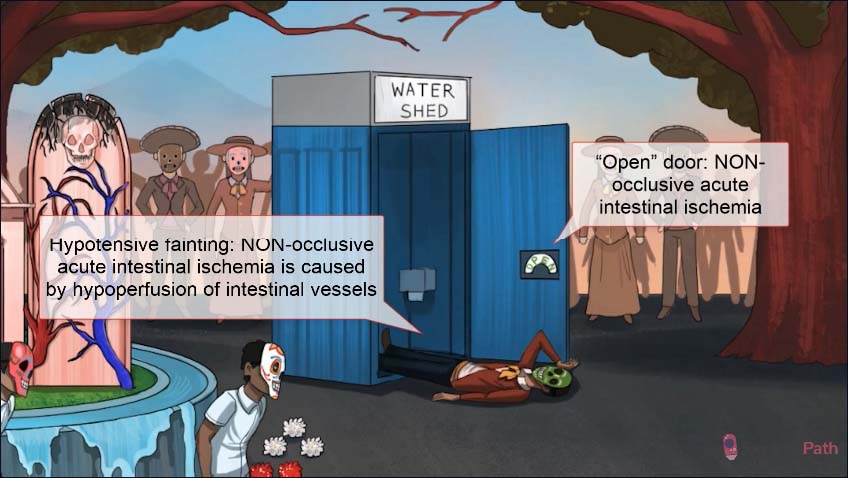 WATER
SHED
"Open" door: NON-
occlusive acute
intestinal ischemia
OPEN
Hypotensive fainting: NON-occlusive
acute intestinal ischemia is caused
by hypoperfusion of intestinal vessels
Path